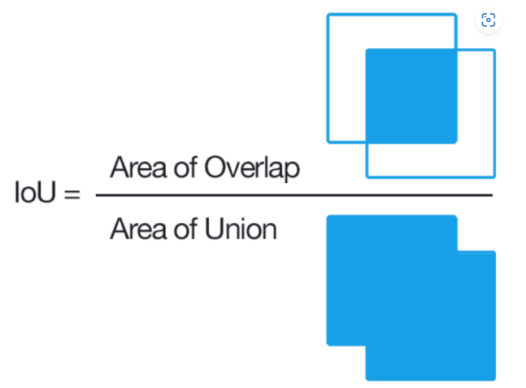 Area of Overlap
IoU =
Area of Union